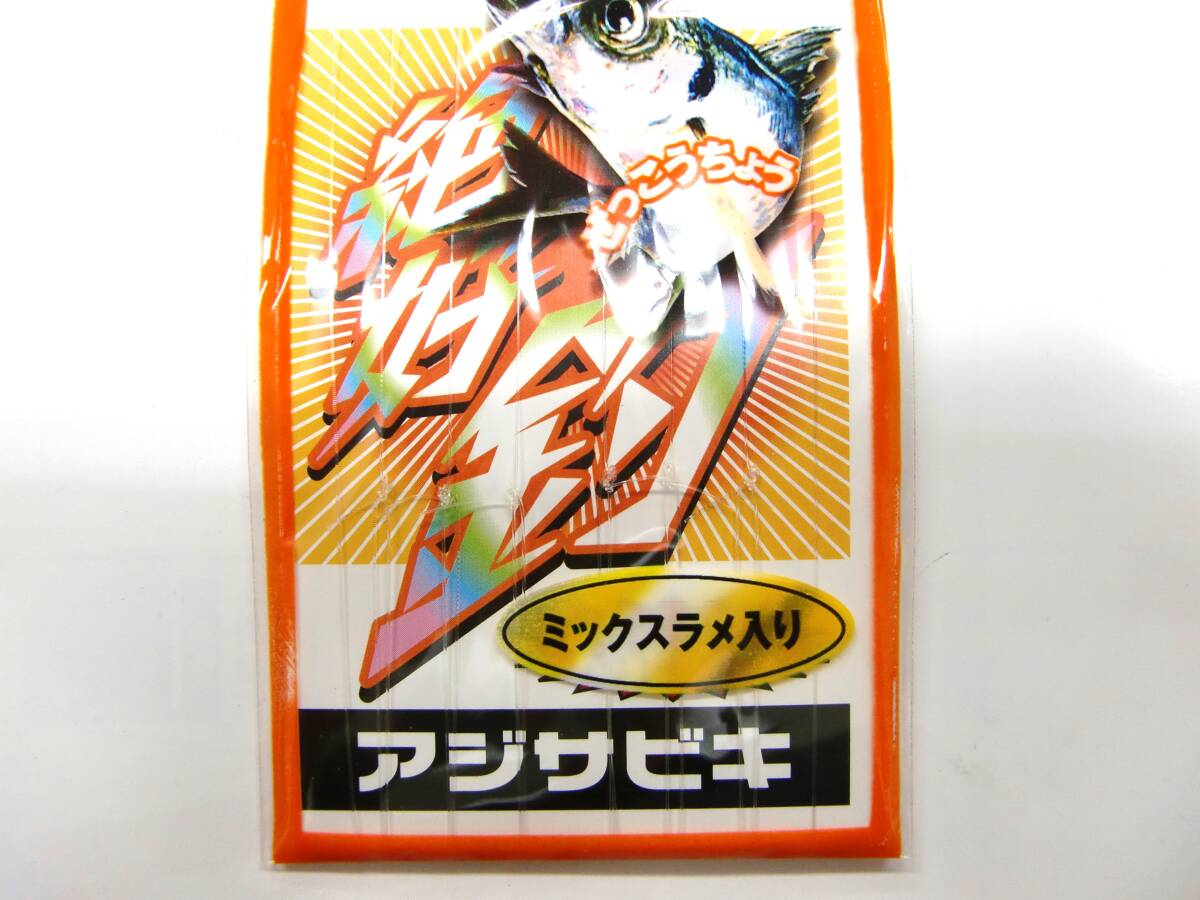 ぜっこうちょう
絶好釣
ミックスラメ入り
アジサビキ